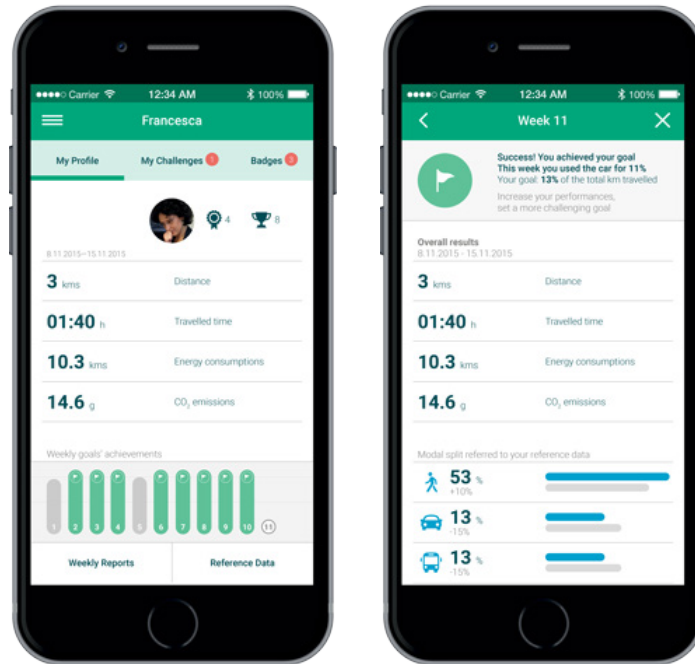 Carrier 12:34 AM 100%
Francesca
My Profile My Challenges 1 Badges 3
4 8
8.11.2015–15.11.2015
3 kms Distance
01:40 h Travelled time
10.3 kms Energy consumptions
14.6 g CO₂ emissions
Weekly goals' achievements
1 2 3 4 5 6 7 8 9 10 11
Weekly Reports Reference Data
Carrier 12:34 AM 100%
Week 11
Success! You achieved your goal
This week you used the car for 11%
Your goal: 13% of the total km travelled
Increase your performances,
set a more challenging goal
Overall results
8.11.2015 - 15.11.2015
3 kms Distance
01:40 h Travelled time
10.3 kms Energy consumptions
14.6 g CO₂ emissions
Modal split referred to your reference data
53 %
+10%
13 %
-15%
13 %
-15%